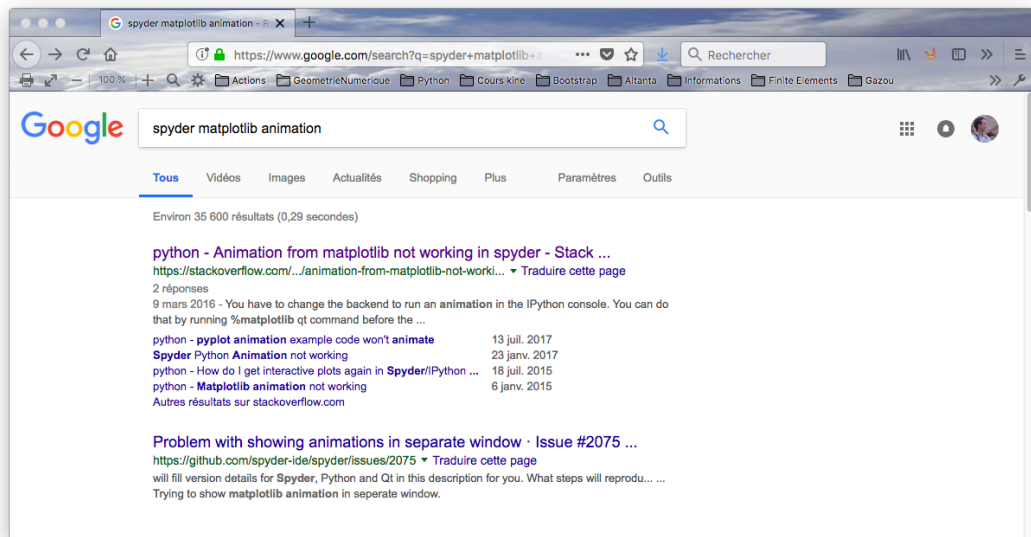 spyder matplotlib animation - R
https://www.google.com/search?q=spyder+matplotlib+a
Rechercher
100 %
Actions GeometrieNumerique Python Cours kine Bootstrap Altanta Informations Finite Elements Gazou
Google
spyder matplotlib animation
Tous Vidéos Images Actualités Shopping Plus Paramètres Outils
Environ 35 600 résultats (0,29 secondes)
python - Animation from matplotlib not working in spyder - Stack ...
https://stackoverflow.com/.../animation-from-matplotlib-not-worki... Traduire cette page
2 réponses
9 mars 2016 - You have to change the backend to run an animation in the IPython console. You can do
that by running %matplotlib qt command before the ...
python - pyplot animation example code won't animate 13 juil. 2017
Spyder Python Animation not working 23 janv. 2017
python - How do I get interactive plots again in Spyder/IPython ... 18 juil. 2015
python - Matplotlib animation not working 6 janv. 2015
Autres résultats sur stackoverflow.com
Problem with showing animations in separate window · Issue #2075 ...
https://github.com/spyder-ide/spyder/issues/2075 Traduire cette page
will fill version details for Spyder, Python and Qt in this description for you. What steps will reprodu... ...
Trying to show matplotlib animation in seperate window.